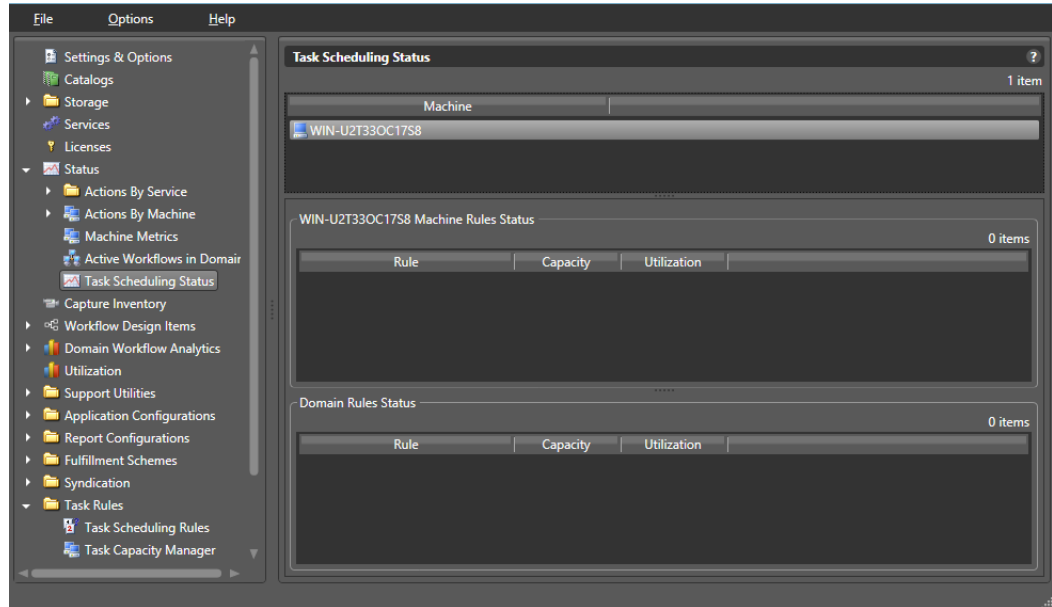 File Options Help
Settings & Options
Catalogs
Storage
Services
Licenses
Status
Actions By Service
Actions By Machine
Machine Metrics
Active Workflows in Domair
Task Scheduling Status
Capture Inventory
Workflow Design Items
Domain Workflow Analytics
Utilization
Support Utilities
Application Configurations
Report Configurations
Fulfillment Schemes
Syndication
Task Rules
Task Scheduling Rules
Task Capacity Manager
Task Scheduling Status ?
1 item
Machine
WIN-U2T33OC17S8
WIN-U2T33OC17S8 Machine Rules Status
0 items
Rule Capacity Utilization
Domain Rules Status
0 items
Rule Capacity Utilization